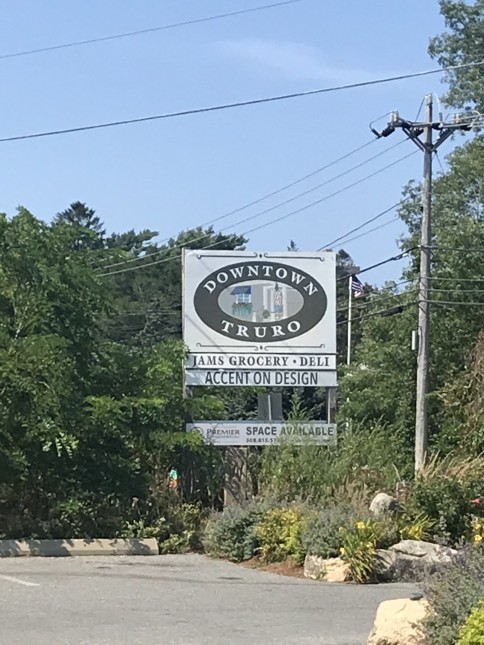 DOWNTOWN
TRURO
JAMS GROCERY • DELI
ACCENT ON DESIGN
PREMIER SPACE AVAILABLE